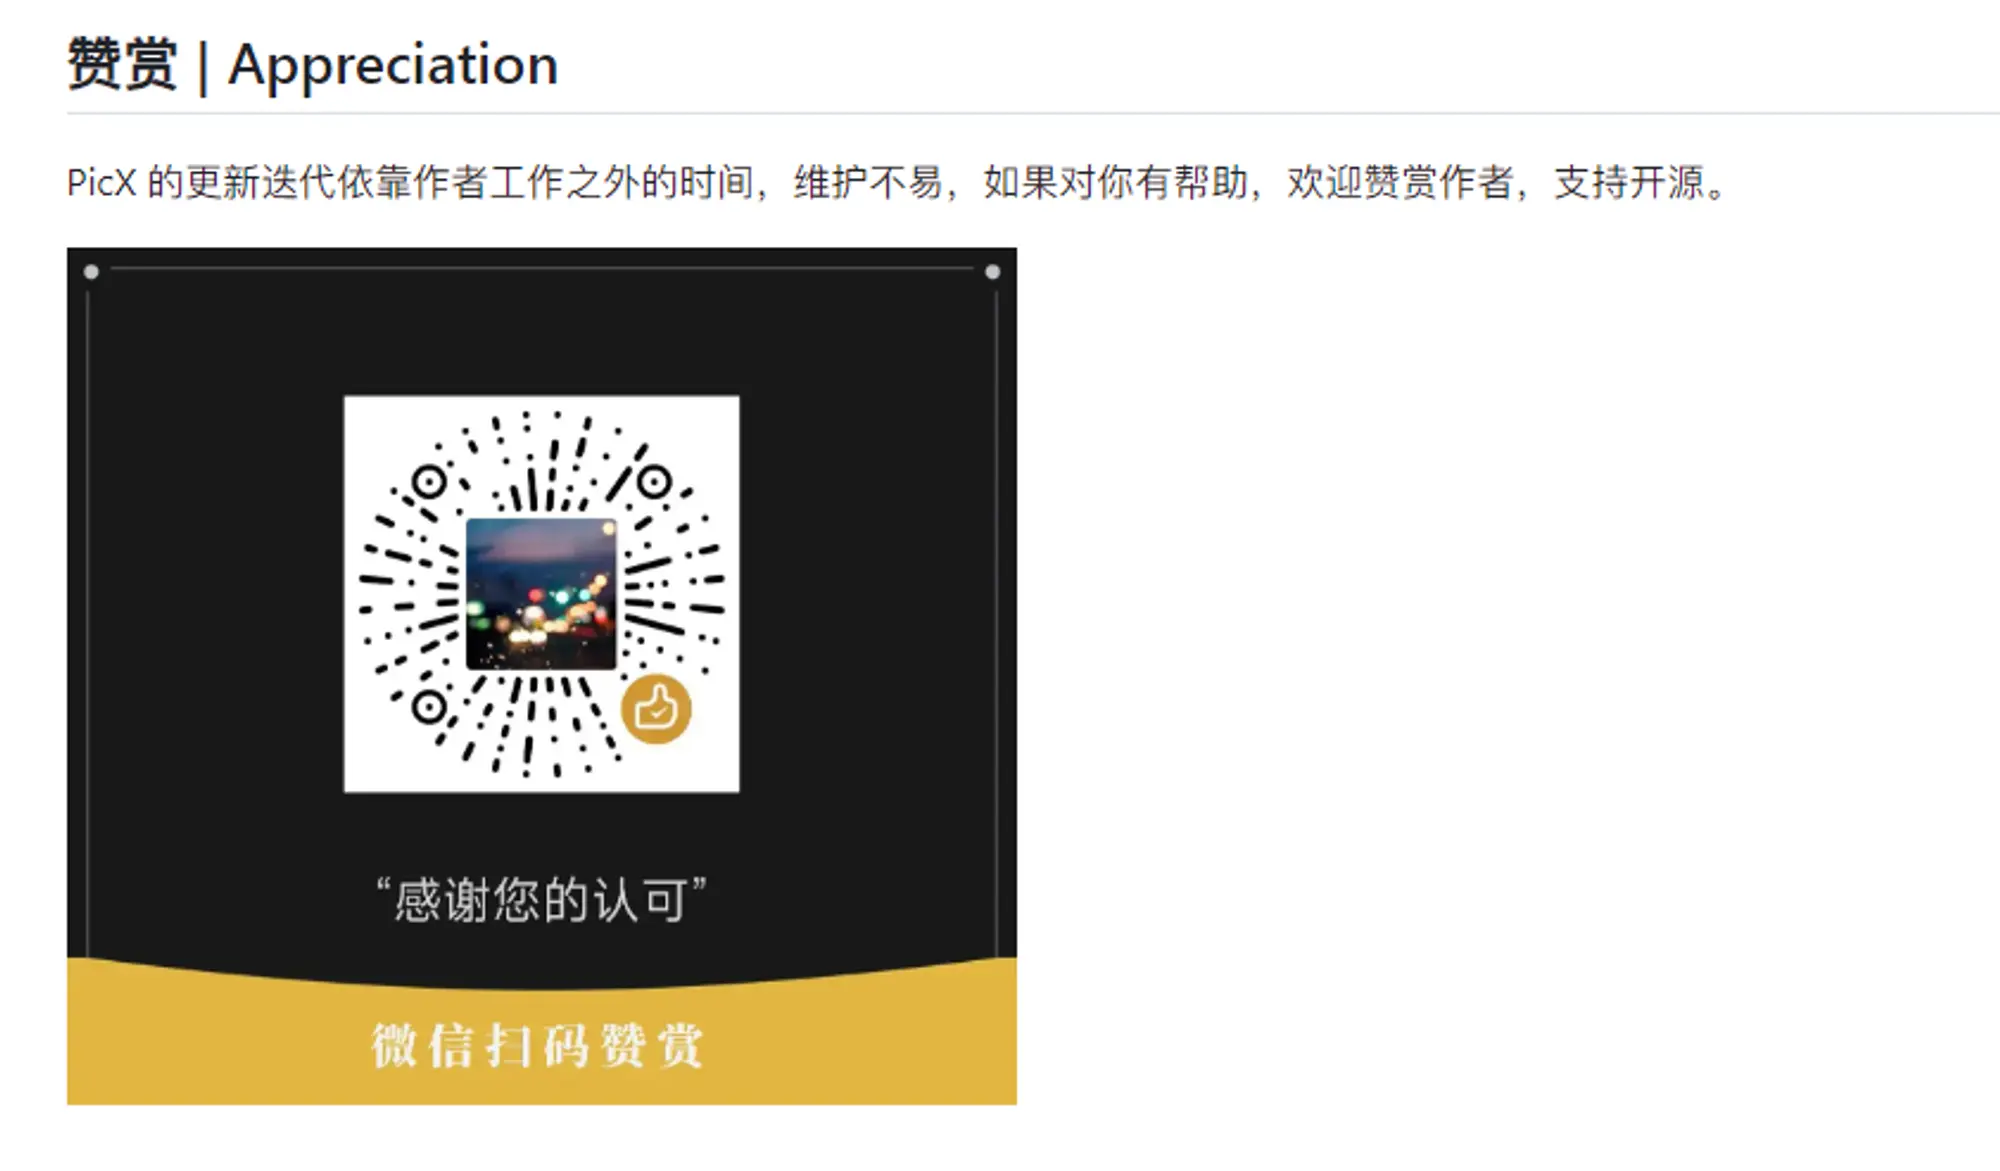 赞赏 | Appreciation
PicX 的更新迭代依靠作者工作之外的时间，维护不易，如果对你有帮助，欢迎赞赏作者，支持开源。
“感谢您的认可”
微信扫码赞赏